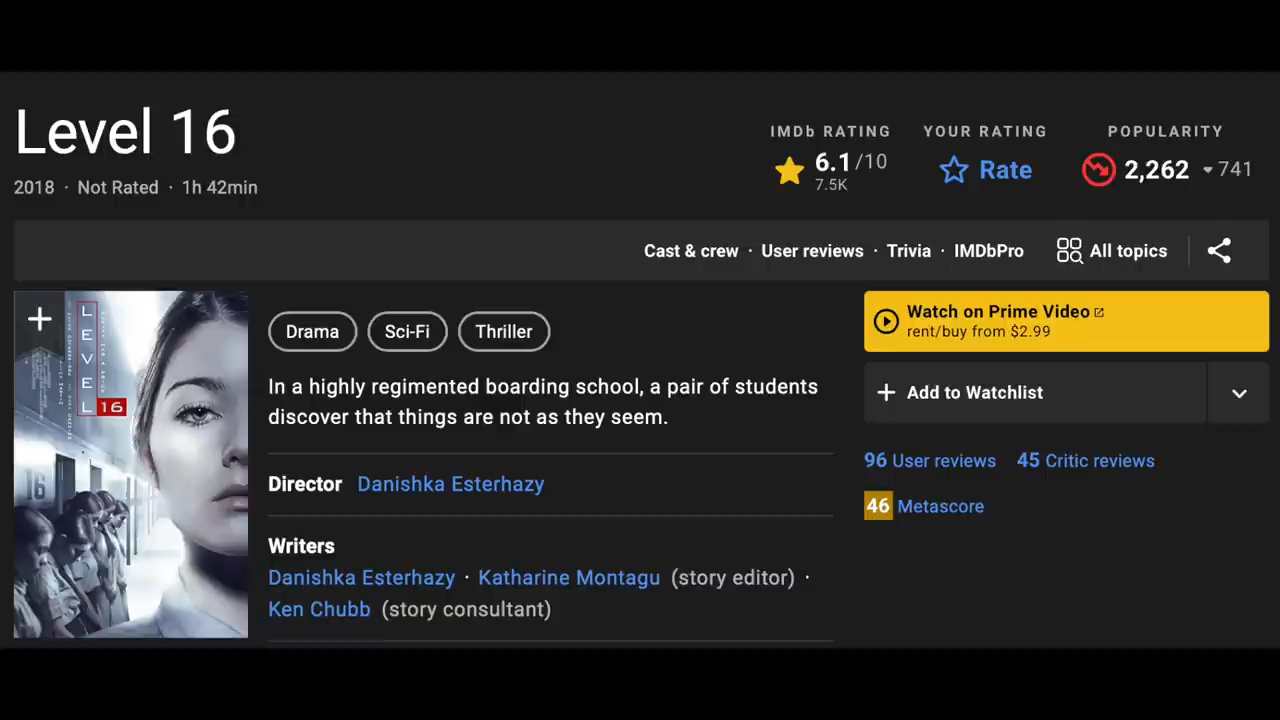 Level 16
2018 · Not Rated · 1h 42min
IMDb RATING
6.1/10
7.5K
YOUR RATING
Rate
POPULARITY
2,262 741
Cast & crew · User reviews · Trivia · IMDbPro
All topics
LEVEL
16
16
Drama
Sci-Fi
Thriller
In a highly regimented boarding school, a pair of students
discover that things are not as they seem.
Director Danishka Esterhazy
Writers
Danishka Esterhazy · Katharine Montagu (story editor) ·
Ken Chubb (story consultant)
Watch on Prime Video
rent/buy from $2.99
Add to Watchlist
96 User reviews 45 Critic reviews
46 Metascore